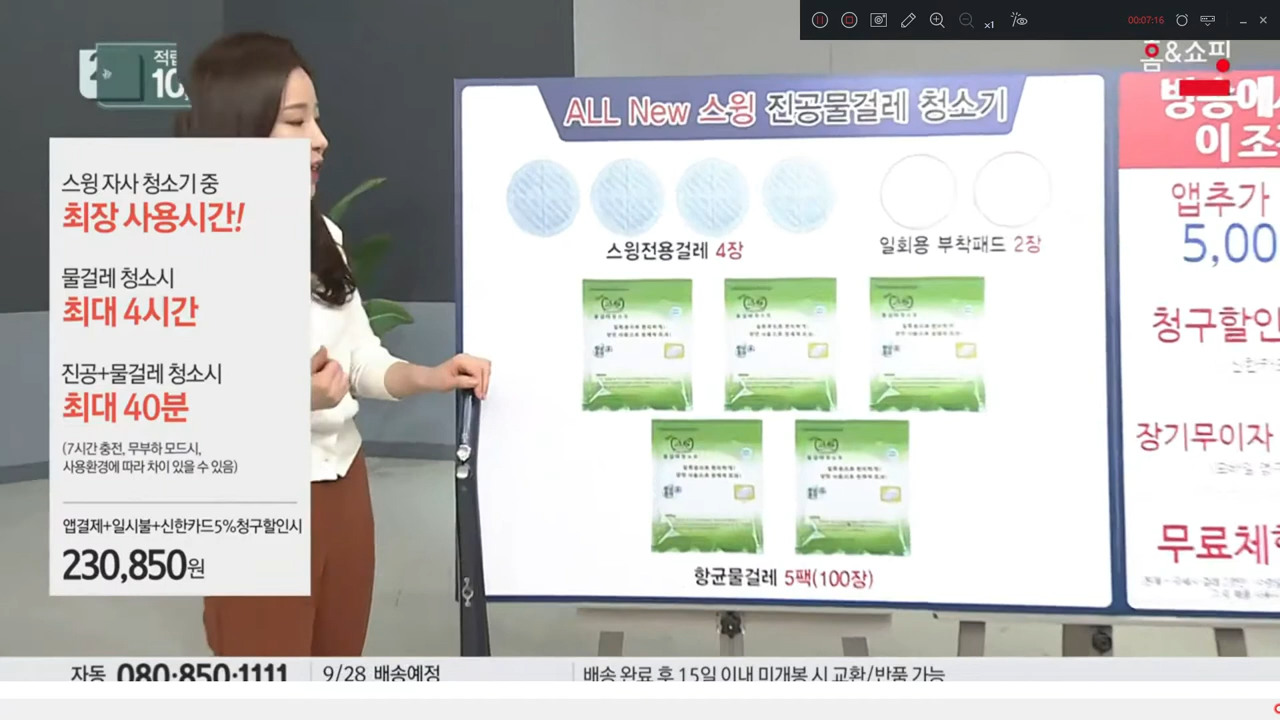 00:07:16
x1
홈&쇼핑
적립
10
스윙 자사 청소기 중
최장 사용시간!
물걸레 청소시
최대 4시간
진공+물걸레 청소시
최대 40분
(7시간 충전, 무부하 모드시,
사용환경에 따라 차이 있을 수 있음)
앱결제+일시불+신한카드5%청구할인시
230,850원
ALL New 스윙 진공물걸레 청소기
스윙전용걸레 4장
일회용 부착패드 2장
항균물걸레 5팩(100장)
이 조
앱추가
5,00
청구할인
장기무이자
무료체험
자동 080·850·1111
9/28 배송예정
배송 완료 후 15일 이내 미개봉 시 교환/반품 가능